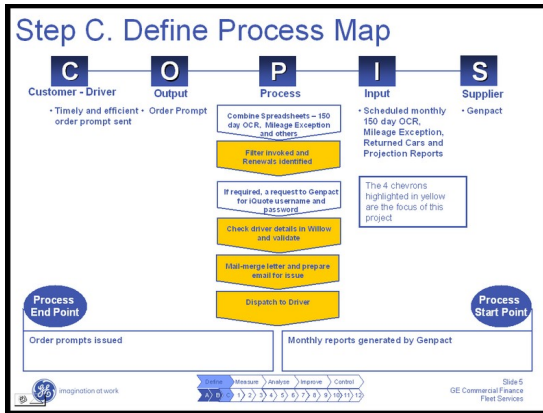 Step C. Define Process Map
C
O
P
I
S
Customer - Driver
Output
Process
Input
Supplier
• Timely and efficient
order prompt sent
• Order Prompt
Combine Spreadsheets – 150
day OCR, Mileage Exception
and others
Filter invoked and
Renewals identified
If required, a request to Genpact
for iQuote username and
password
Check driver details in Willow
and validate
Mail-merge letter and prepare
email for issue
Dispatch to Driver
• Scheduled monthly
150 day OCR,
Mileage Exception,
Returned Cars and
Projection Reports
The 4 chevrons
highlighted in yellow
are the focus of this
project
• Genpact
Process
End Point
Process
Start Point
Order prompts issued
Monthly reports generated by Genpact
imagination at work
Define Measure Analyse Improve Control
A B C 1 2 3 4 5 6 7 8 9 10 11 12
Slide 5
GE Commercial Finance
Fleet Services